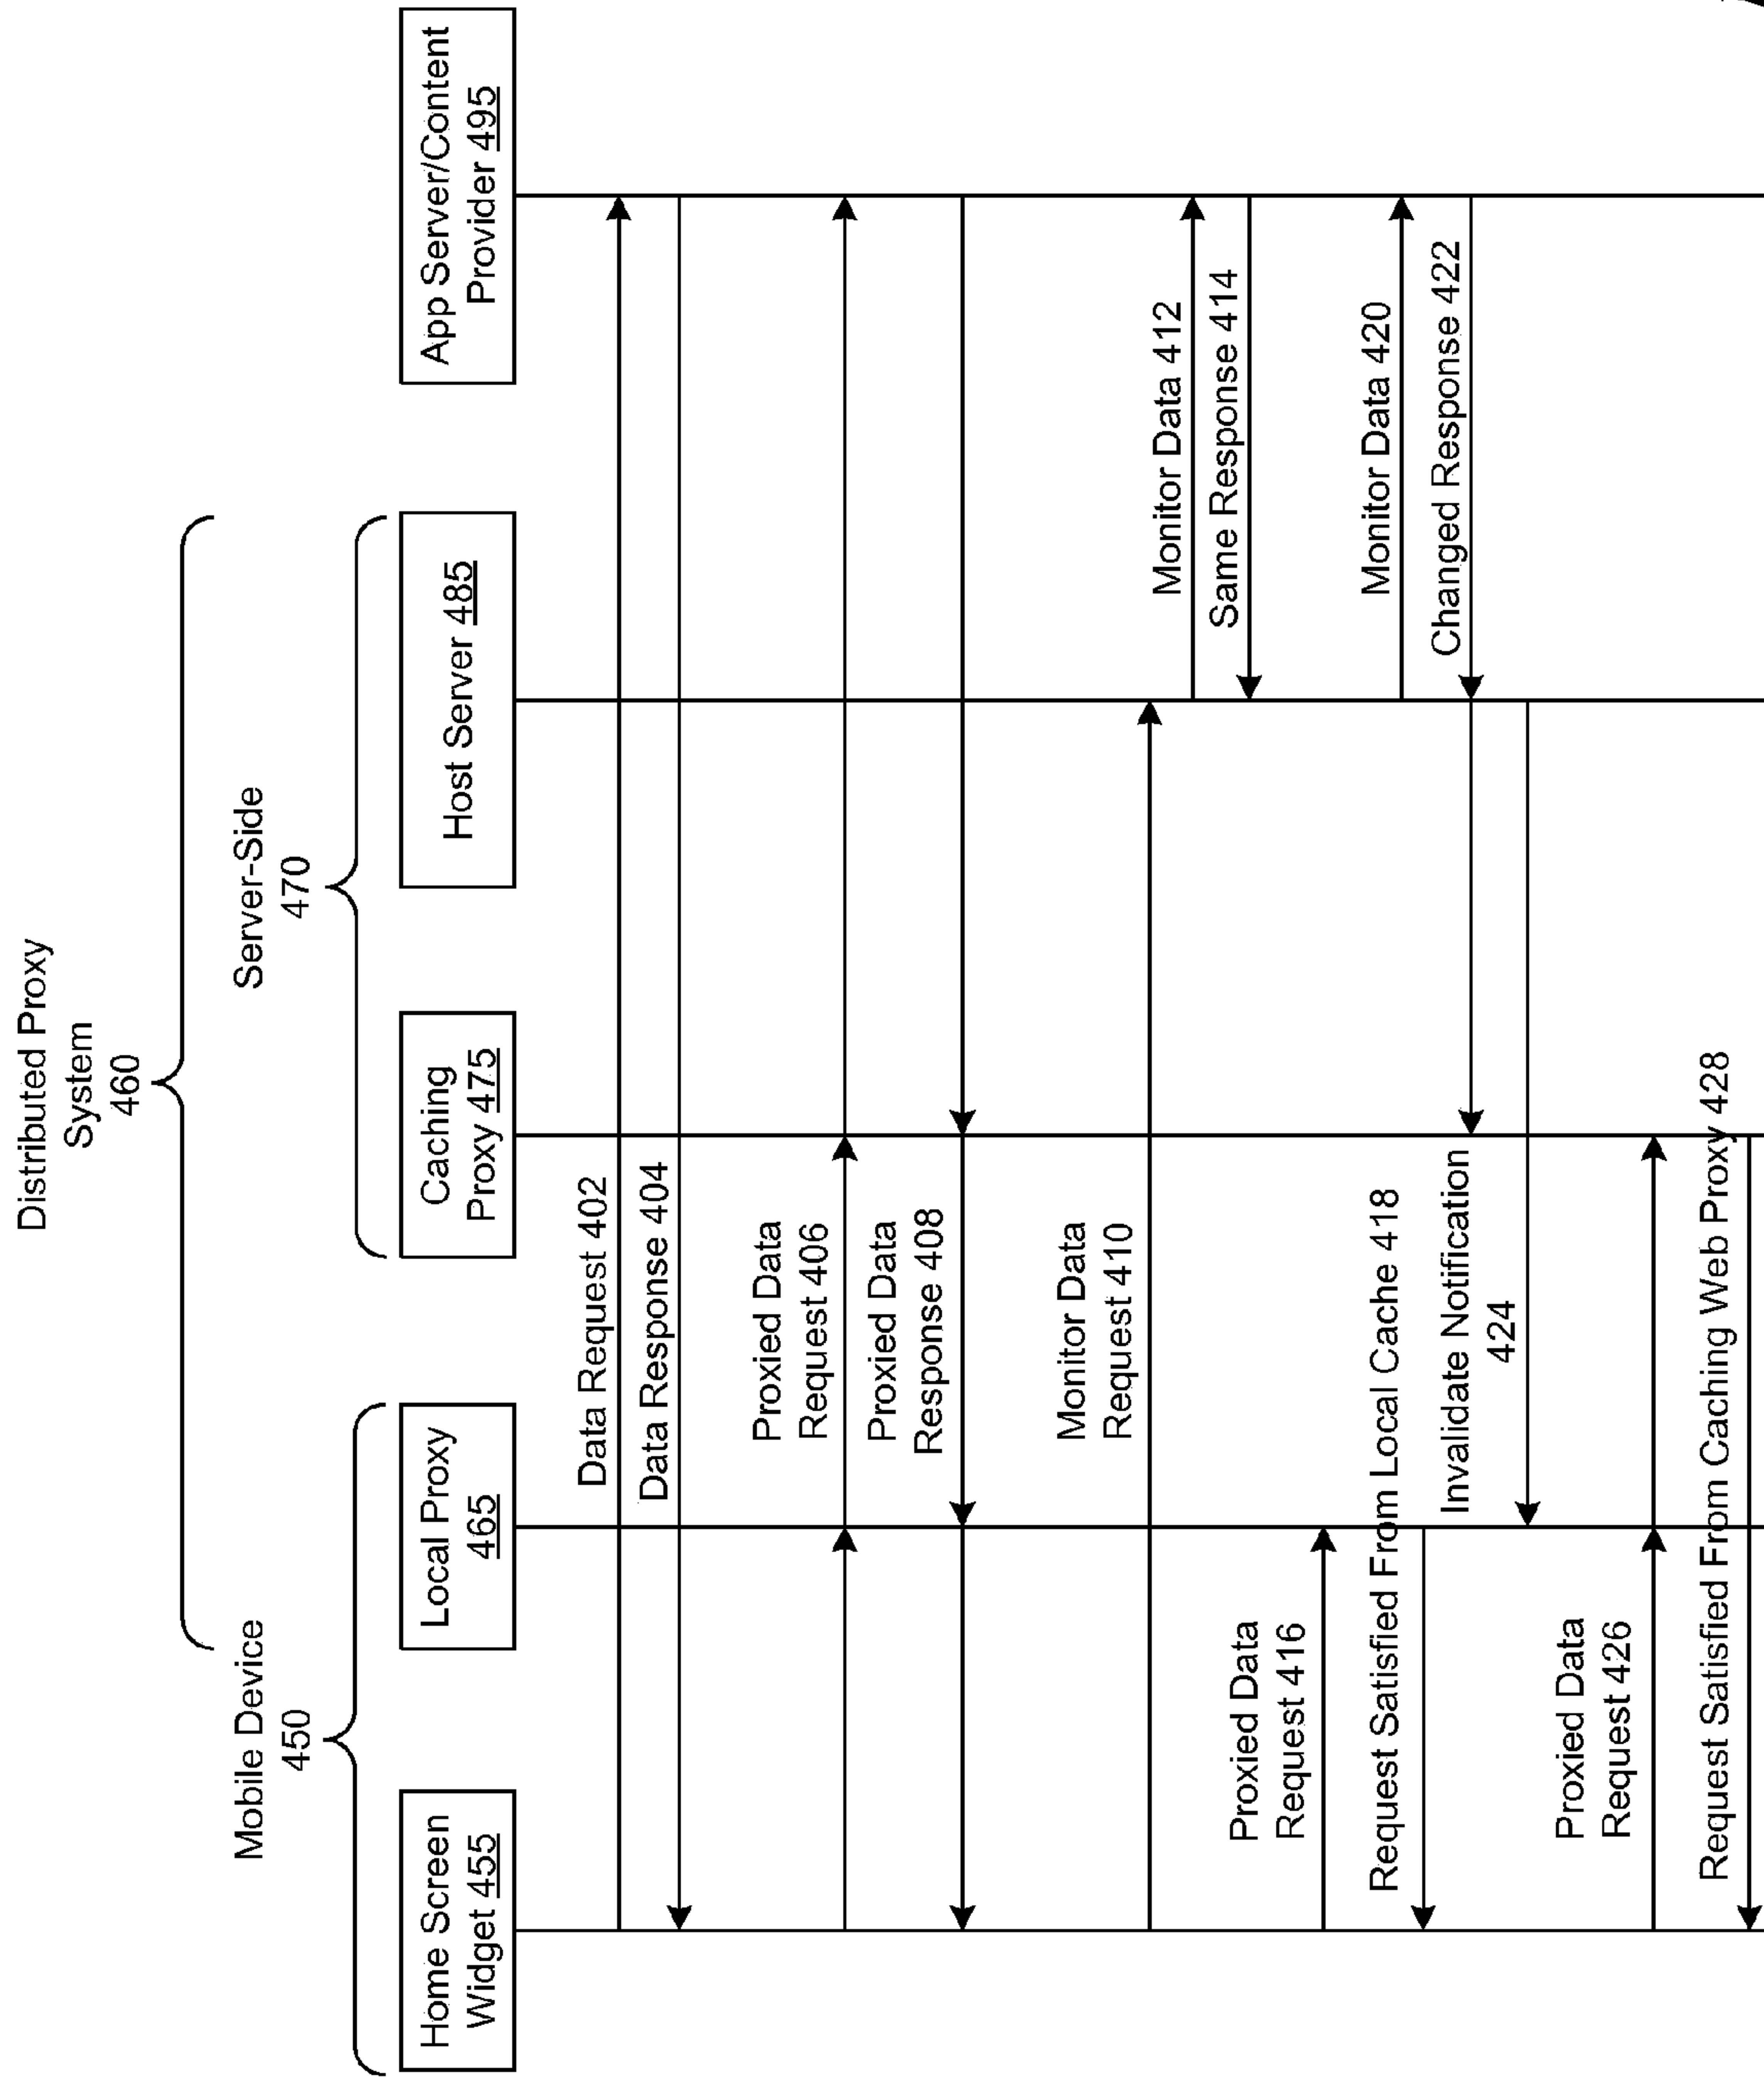 Distributed Proxy
System
460
Mobile Device
450
Server-Side
470
Home Screen
Widget 455
Local Proxy
465
Caching
Proxy 475
Host Server 485
App Server/Content
Provider 495
Data Request 402
Data Response 404
Proxied Data
Request 406
Proxied Data
Response 408
Monitor Data
Request 410
Monitor Data 412
Same Response 414
Proxied Data
Request 416
Request Satisfied From Local Cache 418
Monitor Data 420
Changed Response 422
Invalidate Notification
424
Proxied Data
Request 426
Request Satisfied From Caching Web Proxy 428